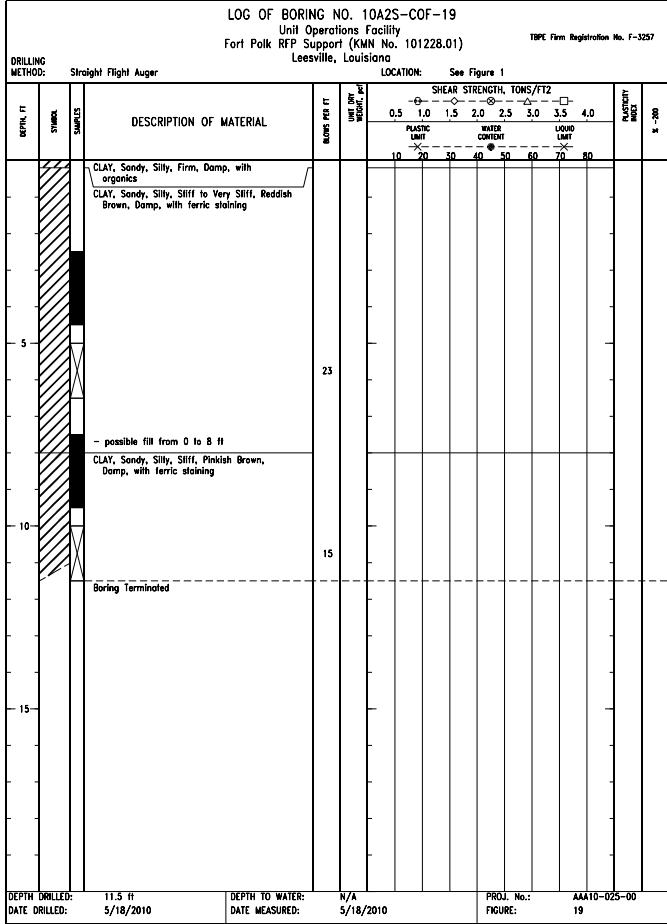 LOG OF BORING NO. 10A2S-COF-19
Unit Operations Facility
Fort Polk RFP Support (KMN No. 101228.01)
Leesville, Louisiana
TBPE Firm Registration No. F-3257
DRILLING
METHOD: Straight Flight Auger
LOCATION: See Figure 1
DEPTH, FT
SYMBOL
SAMPLES
DESCRIPTION OF MATERIAL
BLOWS PER FT
UNIT DRY
WEIGHT, pcf
SHEAR STRENGTH, TONS/FT2
0.5 1.0 1.5 2.0 2.5 3.0 3.5 4.0
PLASTIC
LIMIT
WATER
CONTENT
LIQUID
LIMIT
10 20 30 40 50 60 70 80
PLASTICITY
INDEX
% -200
CLAY, Sandy, Silty, Firm, Damp, with
organics
CLAY, Sandy, Silty, Stiff to Very Stiff, Reddish
Brown, Damp, with ferric staining
5
23
- possible fill from 0 to 8 ft
CLAY, Sandy, Silty, Stiff, Pinkish Brown,
Damp, with ferric staining
10
15
Boring Terminated
15
DEPTH DRILLED: 11.5 ft DEPTH TO WATER: N/A PROJ. No.: AAA10-025-00
DATE DRILLED: 5/18/2010 DATE MEASURED: 5/18/2010 FIGURE: 19